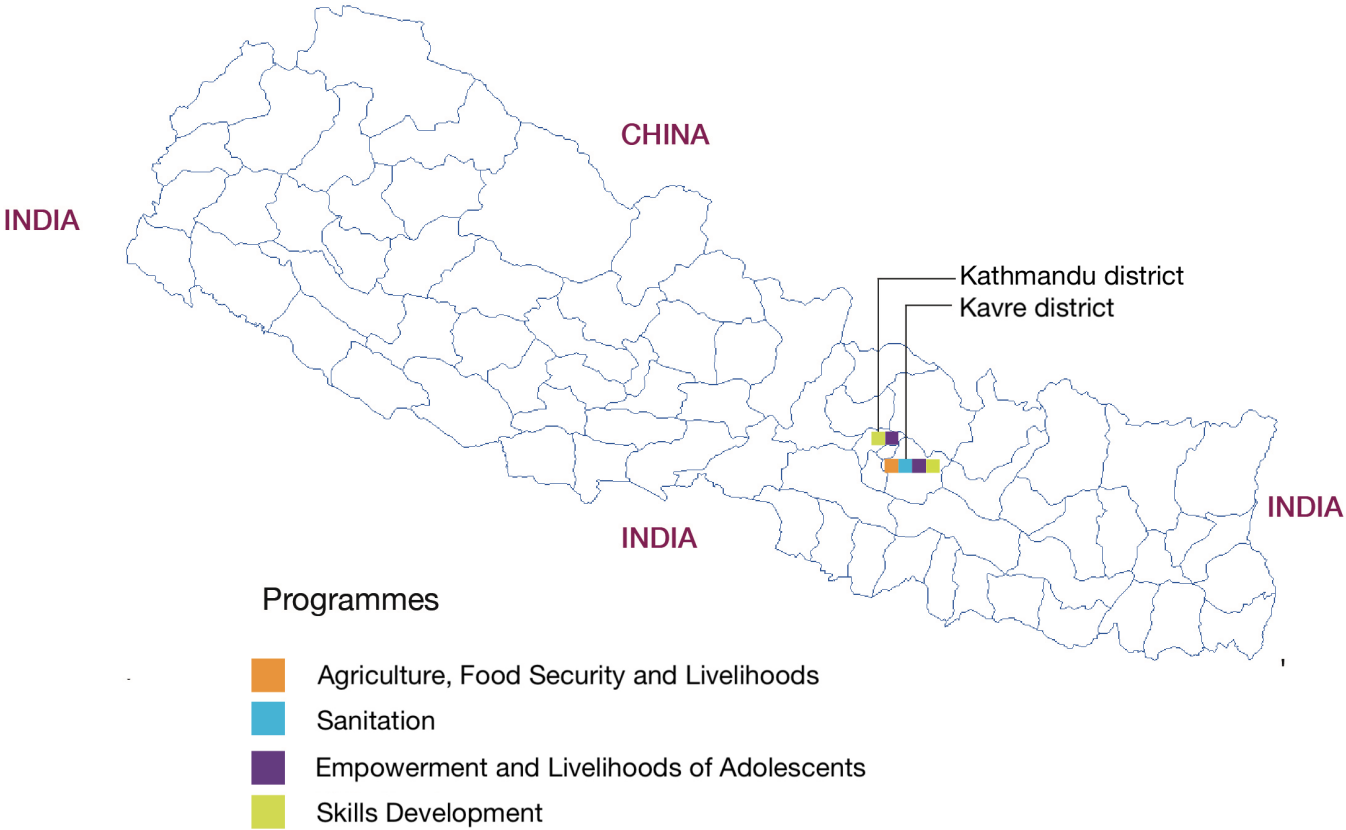 CHINA
INDIA
Kathmandu district
Kavre district
INDIA
INDIA
Programmes
Agriculture, Food Security and Livelihoods
Sanitation
Empowerment and Livelihoods of Adolescents
Skills Development